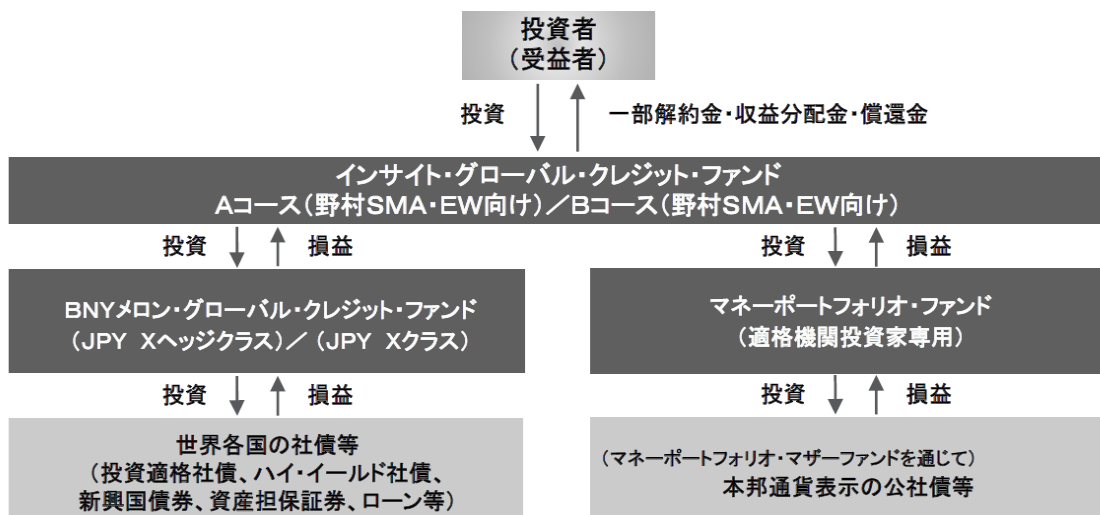 投資者
（受益者）
投資
一部解約金・収益分配金・償還金
インサイト・グローバル・クレジット・ファンド
Aコース（野村SMA・EW向け）／Bコース（野村SMA・EW向け）
投資
損益
投資
損益
BNYメロン・グローバル・クレジット・ファンド
（JPY Xヘッジクラス）／（JPY Xクラス）
マネーポートフォリオ・ファンド
（適格機関投資家専用）
投資
損益
投資
損益
世界各国の社債等
（投資適格社債、ハイ・イールド社債、
新興国債券、資産担保証券、ローン等）
（マネーポートフォリオ・マザーファンドを通じて）
本邦通貨表示の公社債等